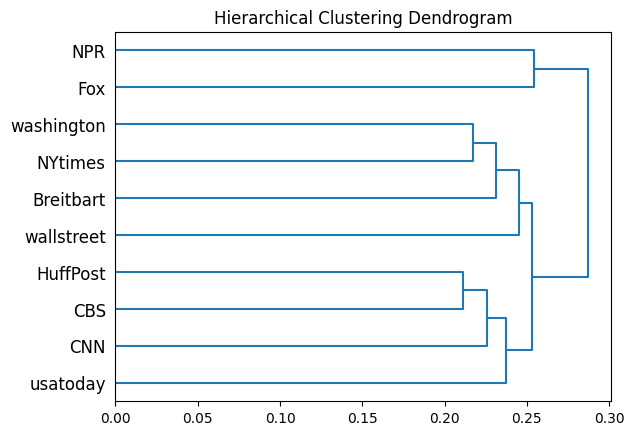 Hierarchical Clustering Dendrogram
NPR
Fox
washington
NYtimes
Breitbart
wallstreet
HuffPost
CBS
CNN
usatoday
0.00 0.05 0.10 0.15 0.20 0.25 0.30